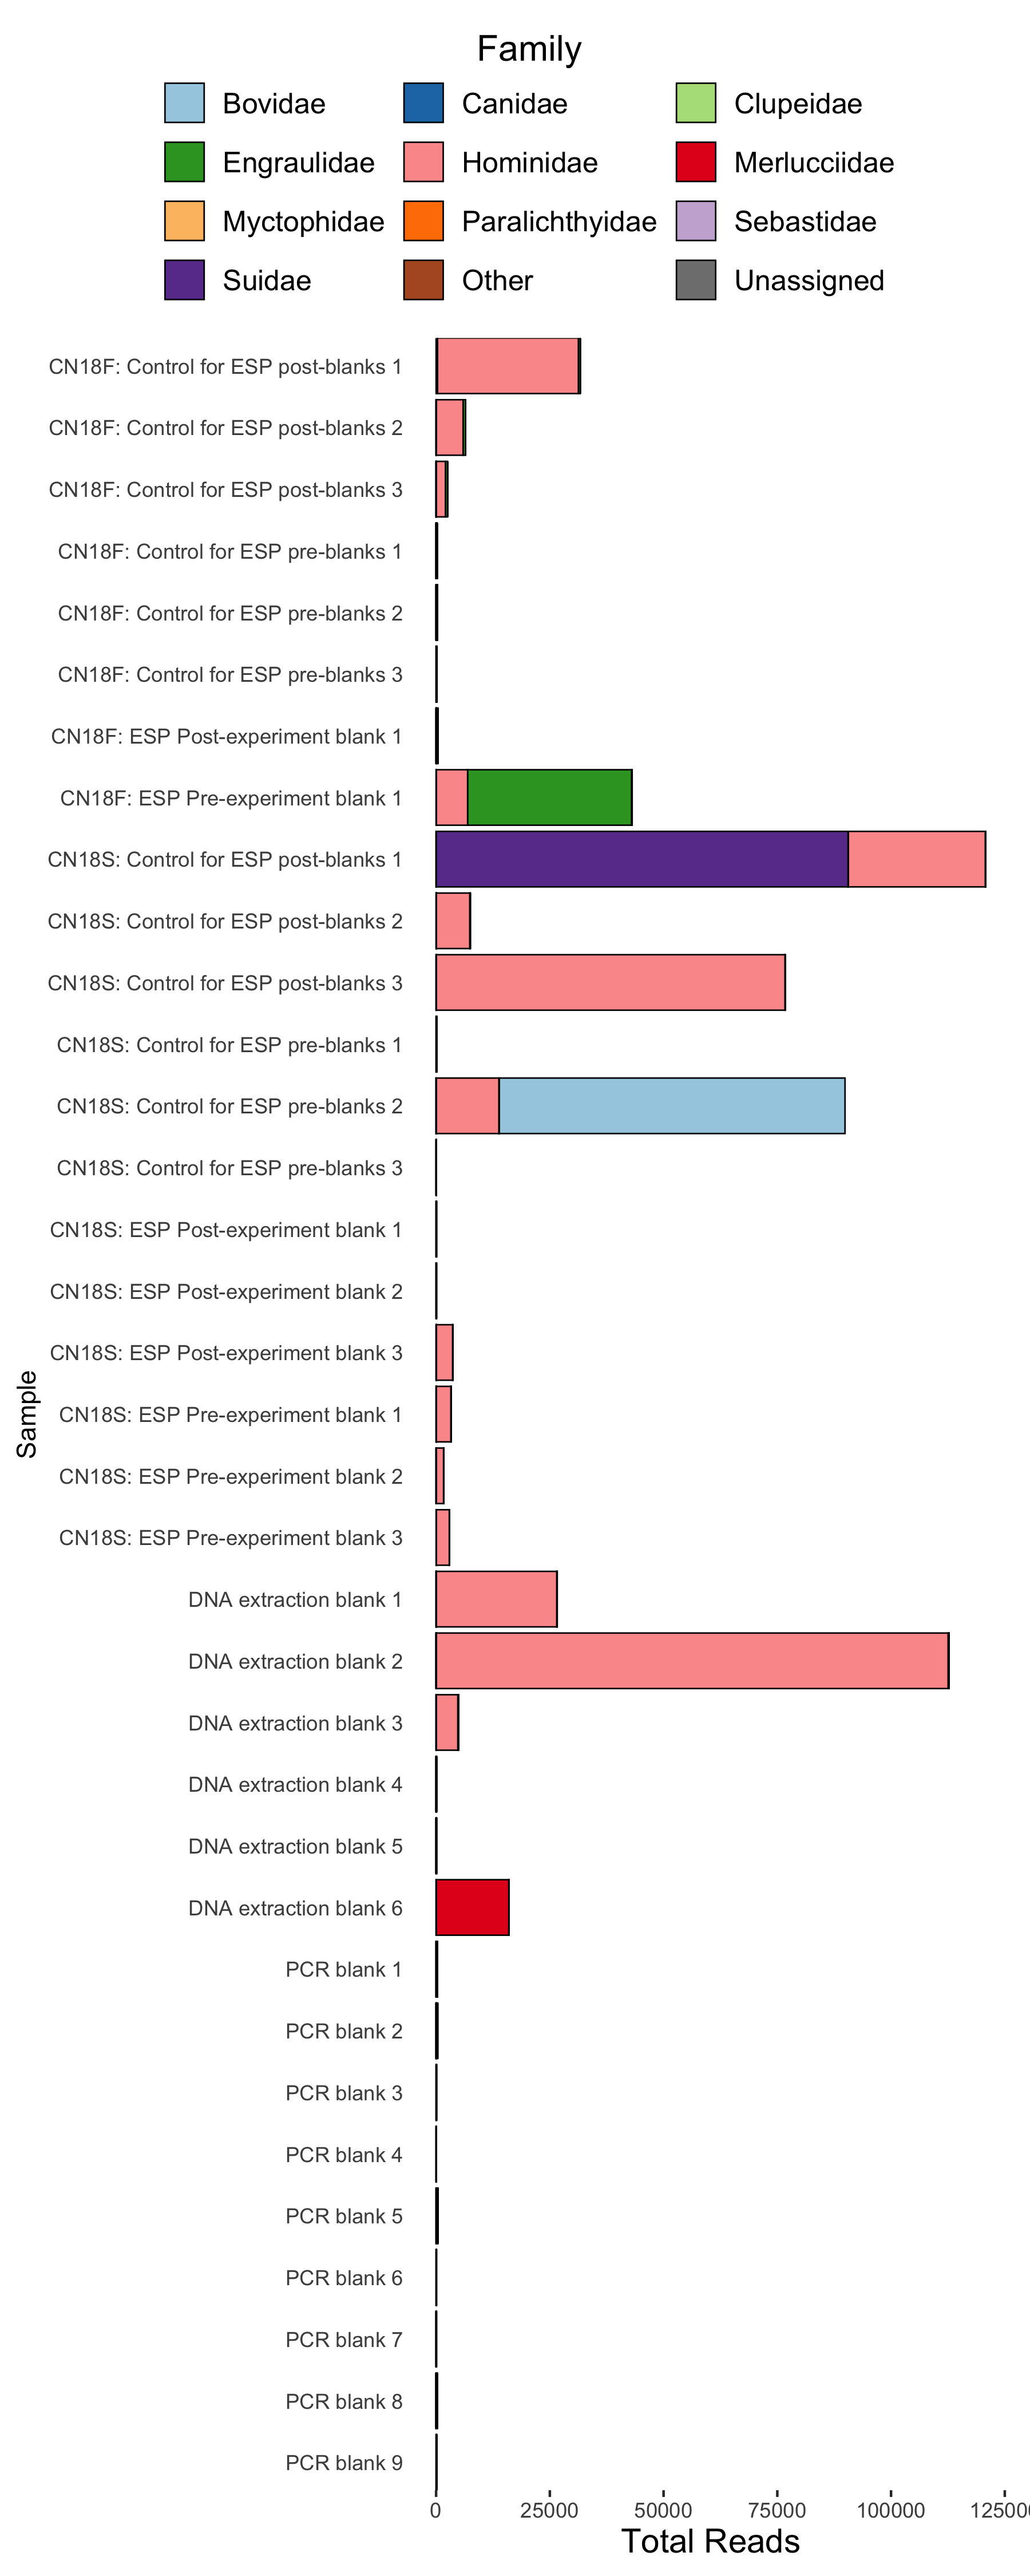 Family
Bovidae Canidae Clupeidae
Engraulidae Hominidae Merlucciidae
Myctophidae Paralichthyidae Sebastidae
Suidae Other Unassigned
CN18F: Control for ESP post-blanks 1
CN18F: Control for ESP post-blanks 2
CN18F: Control for ESP post-blanks 3
CN18F: Control for ESP pre-blanks 1
CN18F: Control for ESP pre-blanks 2
CN18F: Control for ESP pre-blanks 3
CN18F: ESP Post-experiment blank 1
CN18F: ESP Pre-experiment blank 1
CN18S: Control for ESP post-blanks 1
CN18S: Control for ESP post-blanks 2
CN18S: Control for ESP post-blanks 3
CN18S: Control for ESP pre-blanks 1
CN18S: Control for ESP pre-blanks 2
CN18S: Control for ESP pre-blanks 3
CN18S: ESP Post-experiment blank 1
CN18S: ESP Post-experiment blank 2
CN18S: ESP Post-experiment blank 3
CN18S: ESP Pre-experiment blank 1
CN18S: ESP Pre-experiment blank 2
CN18S: ESP Pre-experiment blank 3
DNA extraction blank 1
DNA extraction blank 2
DNA extraction blank 3
DNA extraction blank 4
DNA extraction blank 5
DNA extraction blank 6
PCR blank 1
PCR blank 2
PCR blank 3
PCR blank 4
PCR blank 5
PCR blank 6
PCR blank 7
PCR blank 8
PCR blank 9
Sample
0 25000 50000 75000 100000 12500
Total Reads